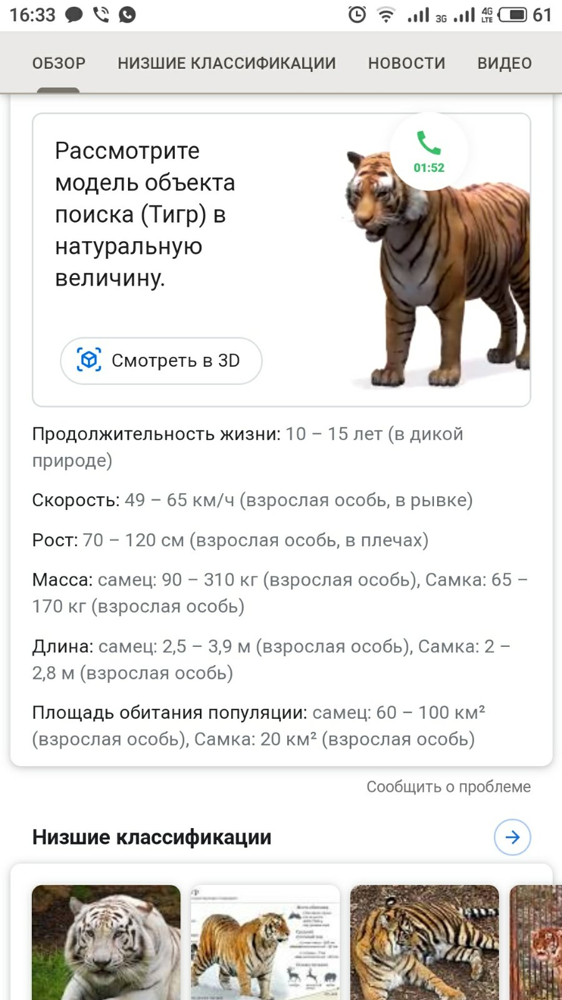 16:33 3G 4G LTE 61
ОБЗОР НИЗШИЕ КЛАССИФИКАЦИИ НОВОСТИ ВИДЕО
Рассмотрите
модель объекта
поиска (Тигр) в
натуральную
величину.
01:52
Смотреть в 3D
Продолжительность жизни: 10 – 15 лет (в дикой
природе)
Скорость: 49 – 65 км/ч (взрослая особь, в рывке)
Рост: 70 – 120 см (взрослая особь, в плечах)
Масса: самец: 90 – 310 кг (взрослая особь), Самка: 65 –
170 кг (взрослая особь)
Длина: самец: 2,5 – 3,9 м (взрослая особь), Самка: 2 –
2,8 м (взрослая особь)
Площадь обитания популяции: самец: 60 – 100 км²
(взрослая особь), Самка: 20 км² (взрослая особь)
Сообщить о проблеме
Низшие классификации